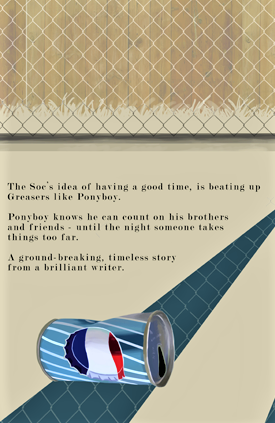 The Soc's idea of having a good time, is beating up
Greasers like Ponyboy.
Ponyboy knows he can count on his brothers
and friends - until the night someone takes
things too far.
A ground-breaking, timeless story
from a brilliant writer.